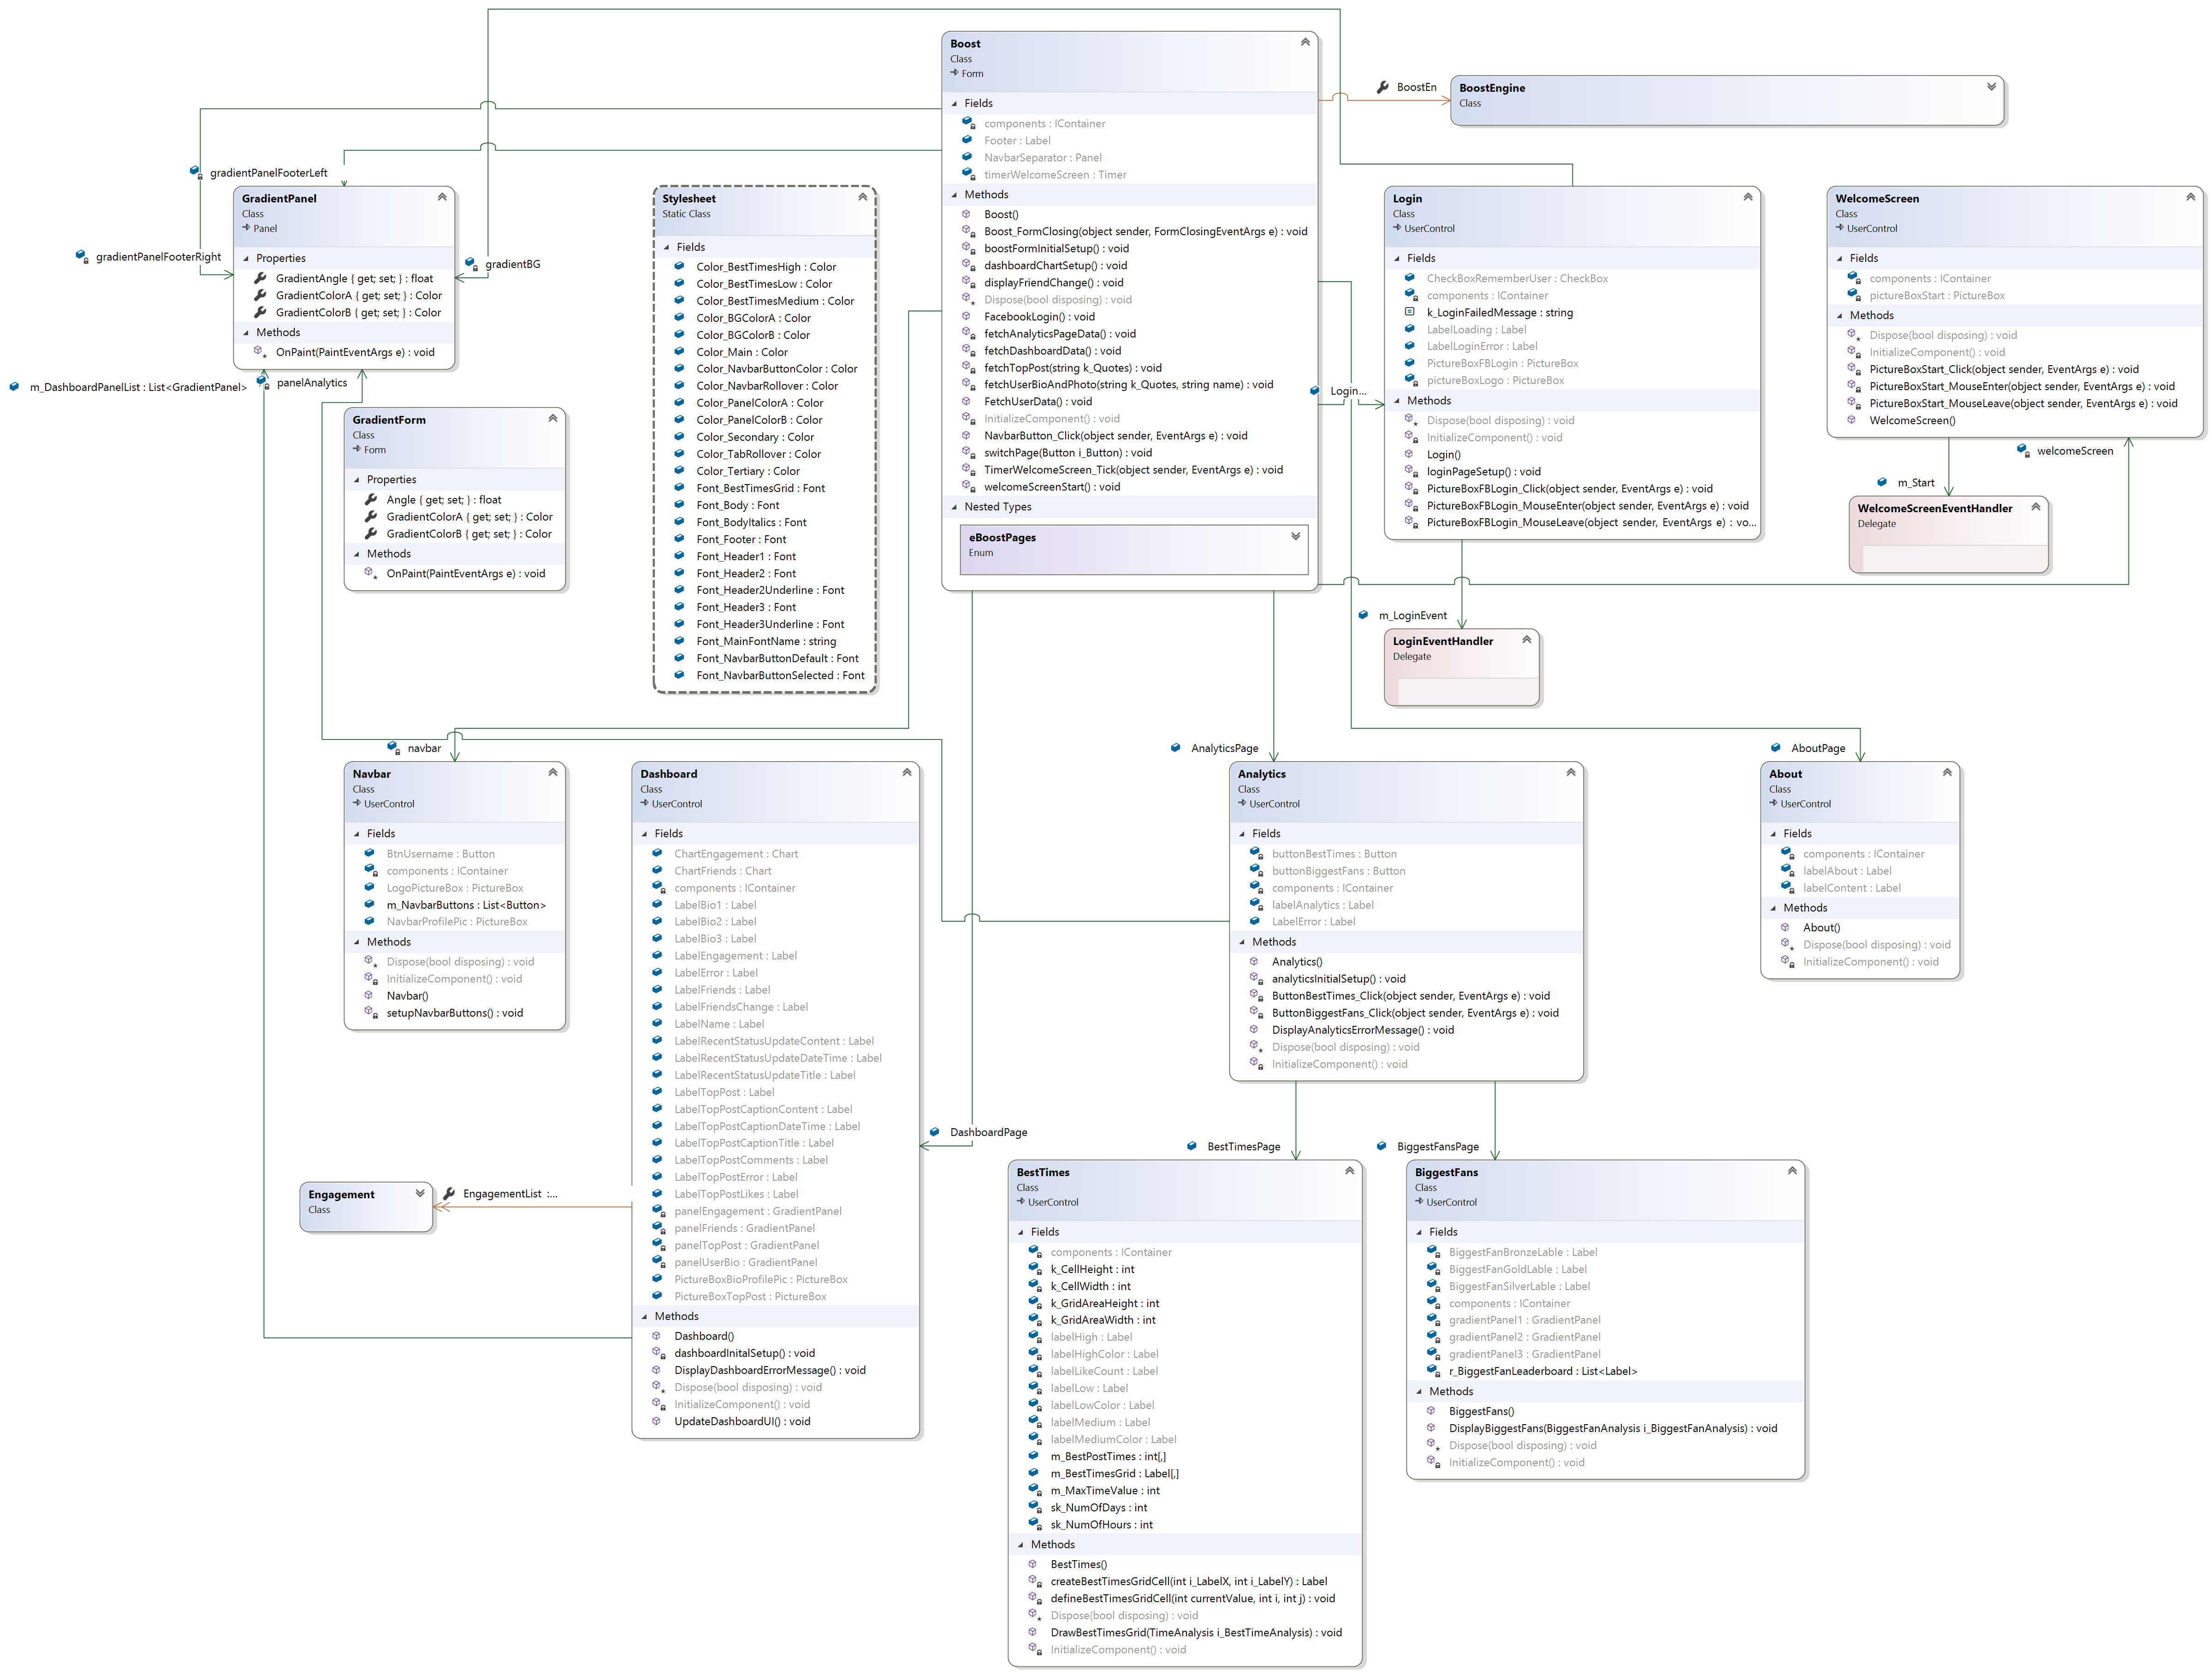 Boost
Class
Form
Fields
components : IContainer
Footer : Label
NavbarSeparator : Panel
timerWelcomeScreen : Timer
Methods
Boost()
Boost_FormClosing(object sender, FormClosingEventArgs e) : void
boostFormInitialSetup() : void
dashboardChartSetup() : void
displayFriendChange() : void
Dispose(bool disposing) : void
FacebookLogin() : void
fetchAnalyticsPageData() : void
fetchDashboardData() : void
fetchTopPost(string k_Quotes) : void
fetchUserBioAndPhoto(string k_Quotes, string name) : void
FetchUserData() : void
InitializeComponent() : void
NavbarButton_Click(object sender, EventArgs e) : void
switchPage(Button i_Button) : void
TimerWelcomeScreen_Tick(object sender, EventArgs e) : void
welcomeScreenStart() : void
Nested Types
eBoostPages
Enum
BoostEn
BoostEngine
Class
gradientPanelFooterLeft
gradientPanelFooterRight
gradientBG
GradientPanel
Class
Panel
Properties
GradientAngle { get; set; } : float
GradientColorA { get; set; } : Color
GradientColorB { get; set; } : Color
Methods
OnPaint(PaintEventArgs e) : void
m_DashboardPanelList : List<GradientPanel>
panelAnalytics
GradientForm
Class
Form
Properties
Angle { get; set; } : float
GradientColorA { get; set; } : Color
GradientColorB { get; set; } : Color
Methods
OnPaint(PaintEventArgs e) : void
Stylesheet
Static Class
Fields
Color_BestTimesHigh : Color
Color_BestTimesLow : Color
Color_BestTimesMedium : Color
Color_BGColorA : Color
Color_BGColorB : Color
Color_Main : Color
Color_NavbarButtonColor : Color
Color_NavbarRollover : Color
Color_PanelColorA : Color
Color_PanelColorB : Color
Color_Secondary : Color
Color_TabRollover : Color
Color_Tertiary : Color
Font_BestTimesGrid : Font
Font_Body : Font
Font_BodyItalics : Font
Font_Footer : Font
Font_Header1 : Font
Font_Header2 : Font
Font_Header2Underline : Font
Font_Header3 : Font
Font_Header3Underline : Font
Font_MainFontName : string
Font_NavbarButtonDefault : Font
Font_NavbarButtonSelected : Font
Login...
Login
Class
UserControl
Fields
CheckBoxRememberUser : CheckBox
components : IContainer
k_LoginFailedMessage : string
LabelLoading : Label
LabelLoginError : Label
PictureBoxFBLogin : PictureBox
pictureBoxLogo : PictureBox
Methods
Dispose(bool disposing) : void
InitializeComponent() : void
Login()
loginPageSetup() : void
PictureBoxFBLogin_Click(object sender, EventArgs e) : void
PictureBoxFBLogin_MouseEnter(object sender, EventArgs e) : void
PictureBoxFBLogin_MouseLeave(object sender, EventArgs e) : vo...
WelcomeScreen
Class
UserControl
Fields
components : IContainer
pictureBoxStart : PictureBox
Methods
Dispose(bool disposing) : void
InitializeComponent() : void
PictureBoxStart_Click(object sender, EventArgs e) : void
PictureBoxStart_MouseEnter(object sender, EventArgs e) : void
PictureBoxStart_MouseLeave(object sender, EventArgs e) : void
WelcomeScreen()
welcomeScreen
m_Start
WelcomeScreenEventHandler
Delegate
m_LoginEvent
LoginEventHandler
Delegate
navbar
Navbar
Class
UserControl
Fields
BtnUsername : Button
components : IContainer
LogoPictureBox : PictureBox
m_NavbarButtons : List<Button>
NavbarProfilePic : PictureBox
Methods
Dispose(bool disposing) : void
InitializeComponent() : void
Navbar()
setupNavbarButtons() : void
Dashboard
Class
UserControl
Fields
ChartEngagement : Chart
ChartFriends : Chart
components : IContainer
LabelBio1 : Label
LabelBio2 : Label
LabelBio3 : Label
LabelEngagement : Label
LabelError : Label
LabelFriends : Label
LabelFriendsChange : Label
LabelName : Label
LabelRecentStatusUpdateContent : Label
LabelRecentStatusUpdateDateTime : Label
LabelRecentStatusUpdateTitle : Label
LabelTopPost : Label
LabelTopPostCaptionContent : Label
LabelTopPostCaptionDateTime : Label
LabelTopPostCaptionTitle : Label
LabelTopPostComments : Label
LabelTopPostError : Label
LabelTopPostLikes : Label
panelEngagement : GradientPanel
panelFriends : GradientPanel
panelTopPost : GradientPanel
panelUserBio : GradientPanel
PictureBoxBioProfilePic : PictureBox
PictureBoxTopPost : PictureBox
Methods
Dashboard()
dashboardInitalSetup() : void
DisplayDashboardErrorMessage() : void
Dispose(bool disposing) : void
InitializeComponent() : void
UpdateDashboardUI() : void
DashboardPage
EngagementList :...
Engagement
Class
AnalyticsPage
Analytics
Class
UserControl
Fields
buttonBestTimes : Button
buttonBiggestFans : Button
components : IContainer
labelAnalytics : Label
LabelError : Label
Methods
Analytics()
analyticsInitialSetup() : void
ButtonBestTimes_Click(object sender, EventArgs e) : void
ButtonBiggestFans_Click(object sender, EventArgs e) : void
DisplayAnalyticsErrorMessage() : void
Dispose(bool disposing) : void
InitializeComponent() : void
AboutPage
About
Class
UserControl
Fields
components : IContainer
labelAbout : Label
labelContent : Label
Methods
About()
Dispose(bool disposing) : void
InitializeComponent() : void
BestTimesPage
BestTimes
Class
UserControl
Fields
components : IContainer
k_CellHeight : int
k_CellWidth : int
k_GridAreaHeight : int
k_GridAreaWidth : int
labelHigh : Label
labelHighColor : Label
labelLikeCount : Label
labelLow : Label
labelLowColor : Label
labelMedium : Label
labelMediumColor : Label
m_BestPostTimes : int[,]
m_BestTimesGrid : Label[,]
m_MaxTimeValue : int
sk_NumOfDays : int
sk_NumOfHours : int
Methods
BestTimes()
createBestTimesGridCell(int i_LabelX, int i_LabelY) : Label
defineBestTimesGridCell(int currentValue, int i, int j) : void
Dispose(bool disposing) : void
DrawBestTimesGrid(TimeAnalysis i_BestTimeAnalysis) : void
InitializeComponent() : void
BiggestFansPage
BiggestFans
Class
UserControl
Fields
BiggestFanBronzeLable : Label
BiggestFanGoldLable : Label
BiggestFanSilverLable : Label
components : IContainer
gradientPanel1 : GradientPanel
gradientPanel2 : GradientPanel
gradientPanel3 : GradientPanel
r_BiggestFanLeaderboard : List<Label>
Methods
BiggestFans()
DisplayBiggestFans(BiggestFanAnalysis i_BiggestFanAnalysis) : void
Dispose(bool disposing) : void
InitializeComponent() : void